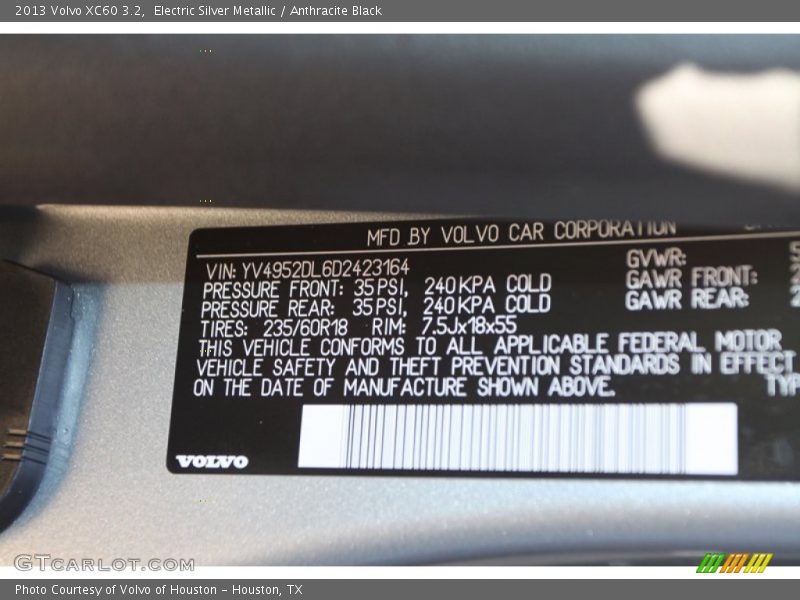 2013 Volvo XC60 3.2, Electric Silver Metallic / Anthracite Black
MFD BY VOLVO CAR CORPORATION
VIN: YV4952DL6D2423164
GVWR:
PRESSURE FRONT: 35PSI, 240KPA COLD
GAWR FRONT:
PRESSURE REAR: 35PSI, 240KPA COLD
GAWR REAR:
TIRES: 235/60R18 RIM: 7.5Jx18x55
THIS VEHICLE CONFORMS TO ALL APPLICABLE FEDERAL MOTOR
VEHICLE SAFETY AND THEFT PREVENTION STANDARDS IN EFFECT
ON THE DATE OF MANUFACTURE SHOWN ABOVE. TYP
VOLVO
GTCARLOT.COM
Photo Courtesy of Volvo of Houston - Houston, TX